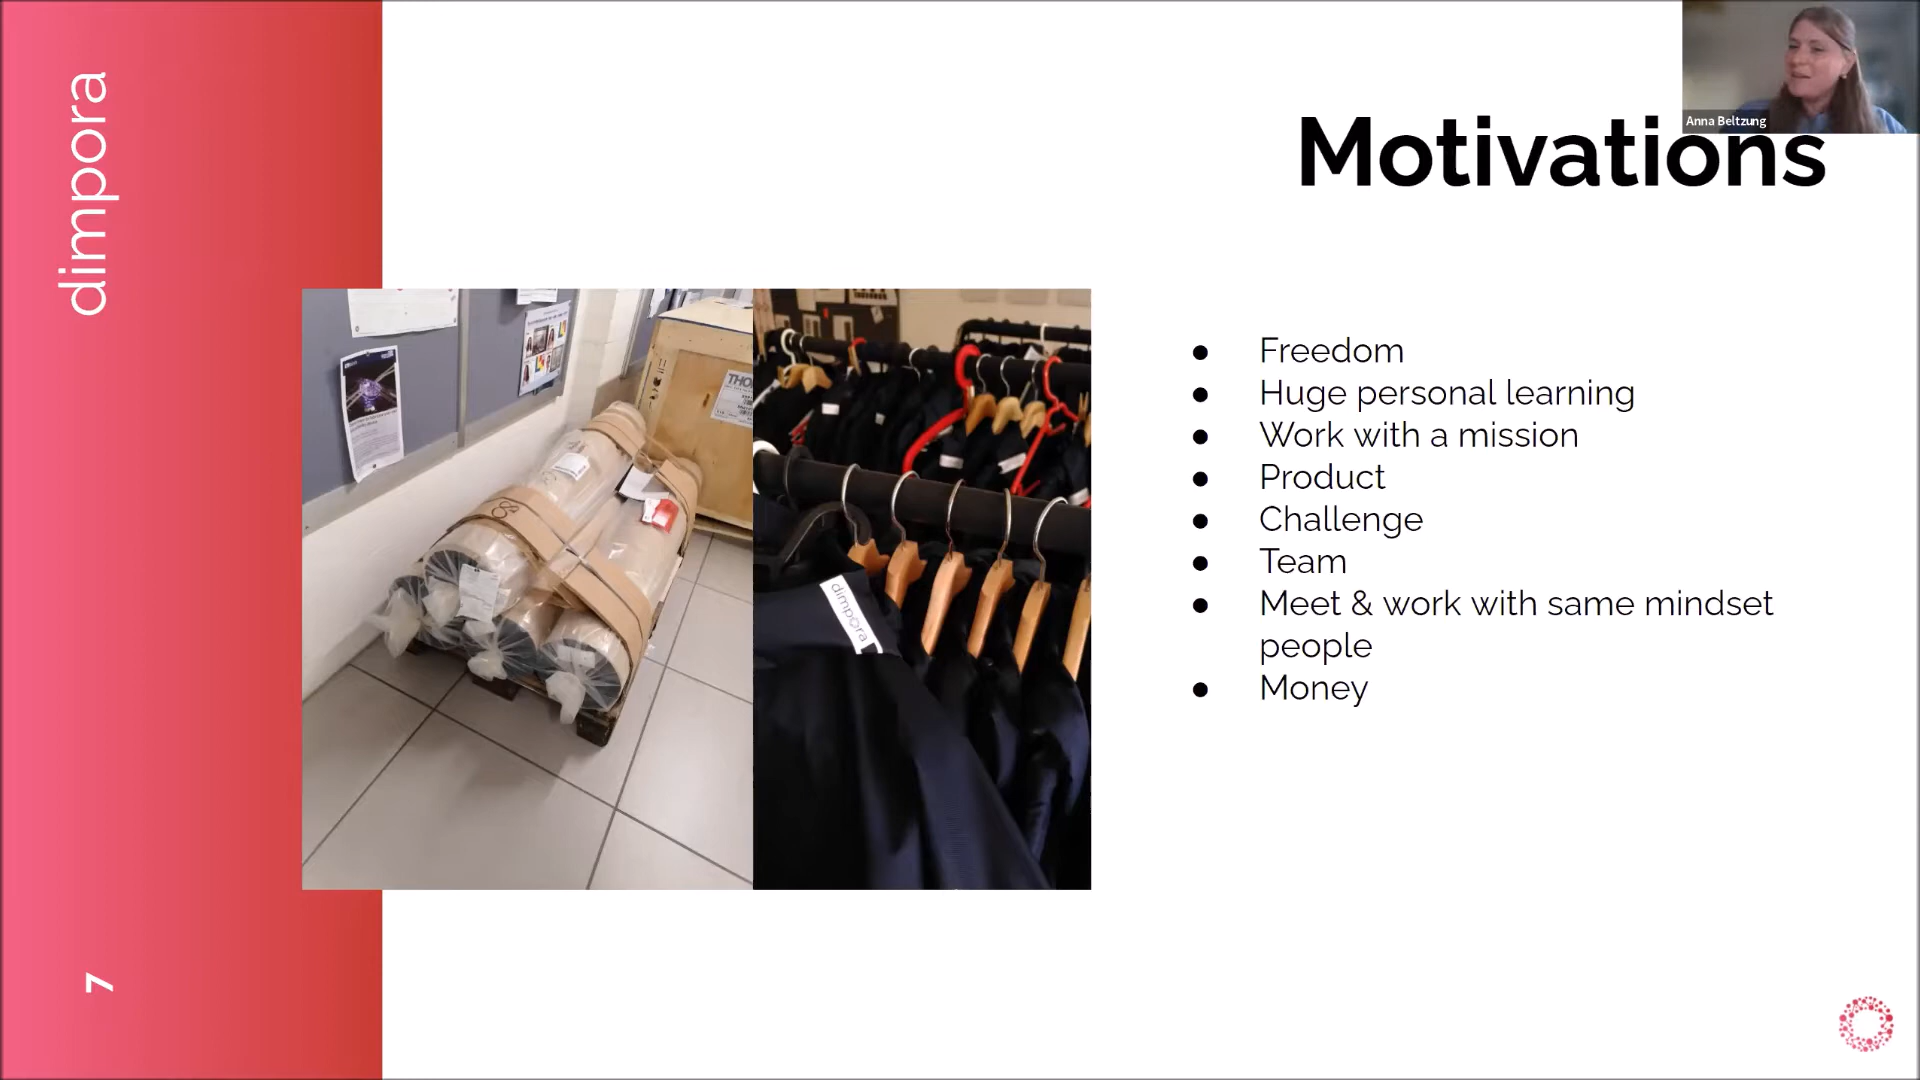 dimpora
Anna Beltzung
Motivations
THO
dimpora
● Freedom
● Huge personal learning
● Work with a mission
● Product
● Challenge
● Team
● Meet & work with same mindset
people
● Money
7